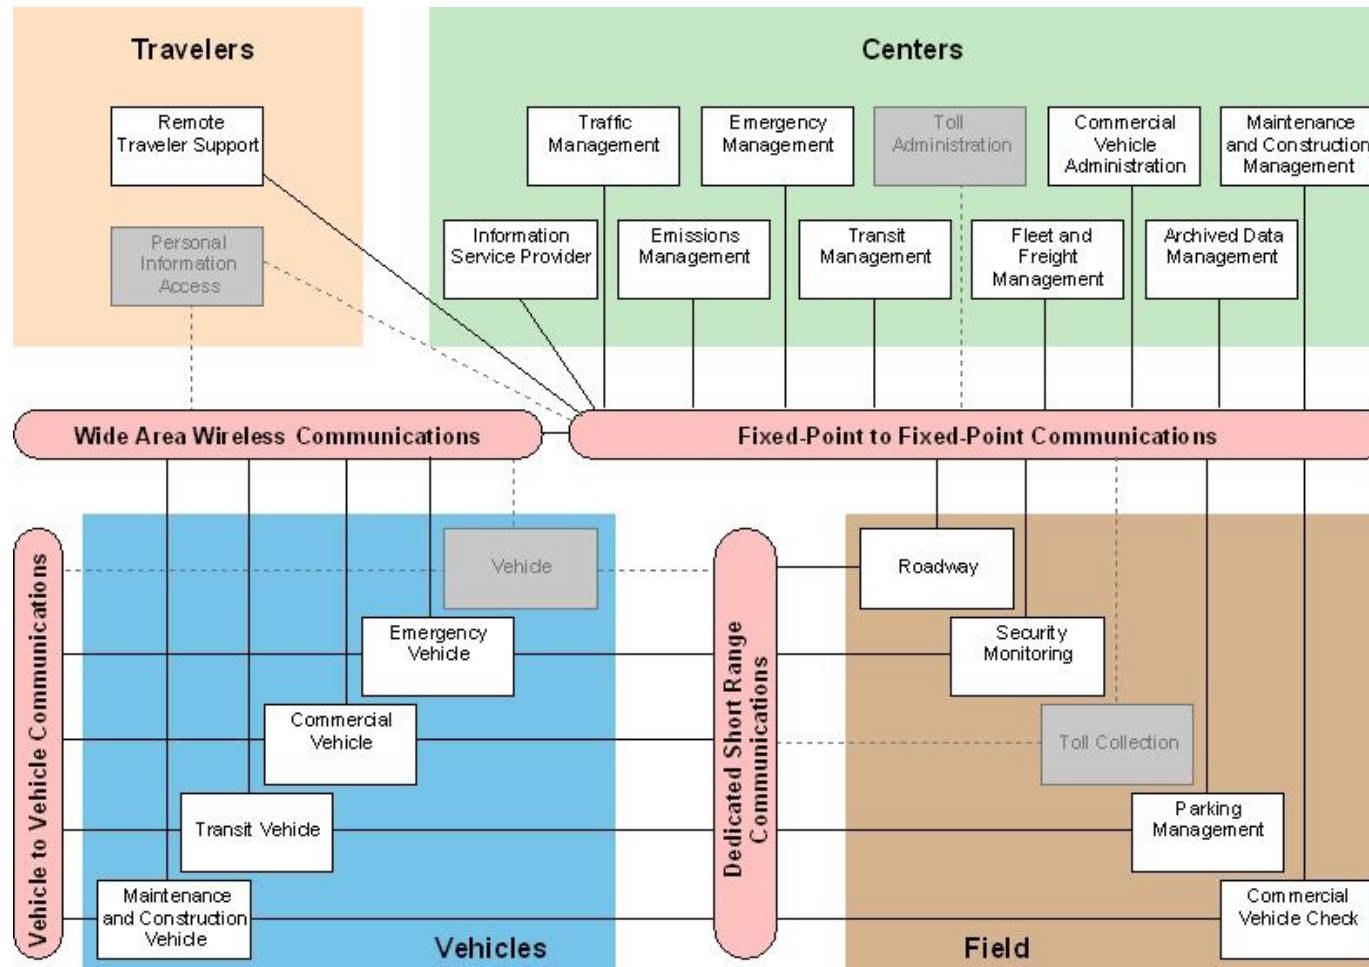 Travelers
Centers
Remote
Traveler Support
Traffic
Management
Emergency
Management
Toll
Administration
Commercial
Vehicle
Administration
Maintenance
and Construction
Management
Personal
Information
Access
Information
Service Provider
Emissions
Management
Transit
Management
Fleet and
Freight
Management
Archived Data
Management
Wide Area Wireless Communications
Fixed-Point to Fixed-Point Communications
Vehicle to Vehicle Communications
Vehicle
Emergency
Vehicle
Commercial
Vehicle
Transit Vehicle
Maintenance
and Construction
Vehicle
Vehicles
Dedicated Short Range
Communications
Roadway
Security
Monitoring
Toll Collection
Parking
Management
Commercial
Vehicle Check
Field